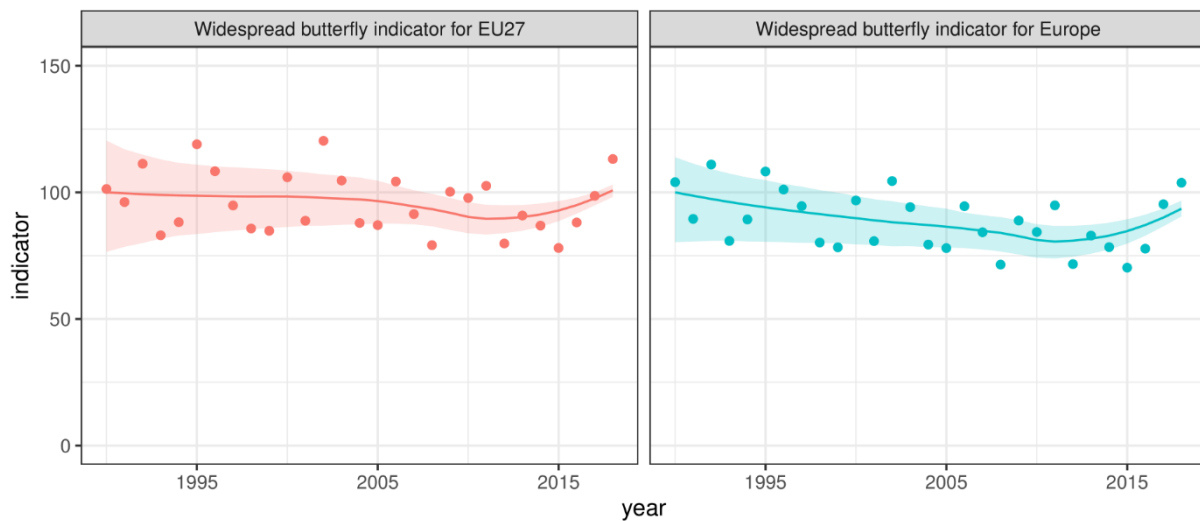 Widespread butterfly indicator for EU27
Widespread butterfly indicator for Europe
150
100
50
0
indicator
1995
2005
2015
1995
2005
2015
year